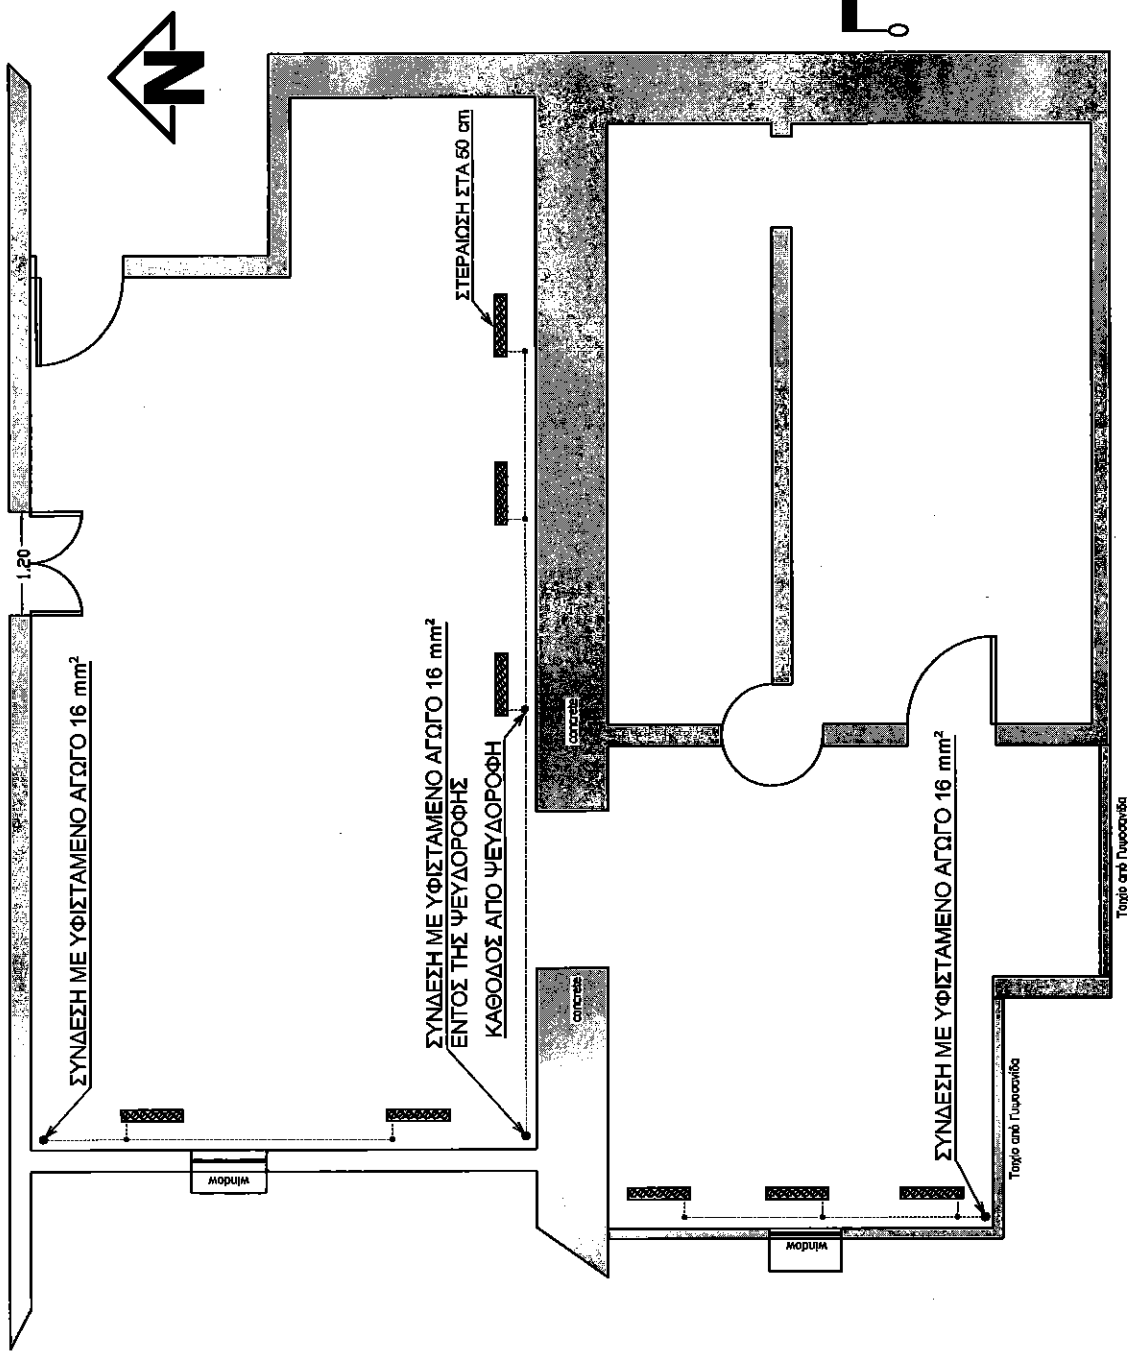 N
1.20
ΣΥΝΔΕΣΗ ΜΕ ΥΦΙΣΤΑΜΕΝΟ ΑΓΩΓΟ 16 mm²
ΣΤΕΡΑΙΩΣΗ ΣΤΑ 50 cm
ΣΥΝΔΕΣΗ ΜΕ ΥΦΙΣΤΑΜΕΝΟ ΑΓΩΓΟ 16 mm²
ΕΝΤΟΣ ΤΗΣ ΨΕΥΔΟΡΟΦΗΣ
ΚΑΘΟΔΟΣ ΑΠΟ ΨΕΥΔΟΡΟΦΗ
window
concrete
concrete
ΣΥΝΔΕΣΗ ΜΕ ΥΦΙΣΤΑΜΕΝΟ ΑΓΩΓΟ 16 mm²
window
Τοιχίο από Γυψοσανίδα
Τοιχίο από Γυψοσανίδα